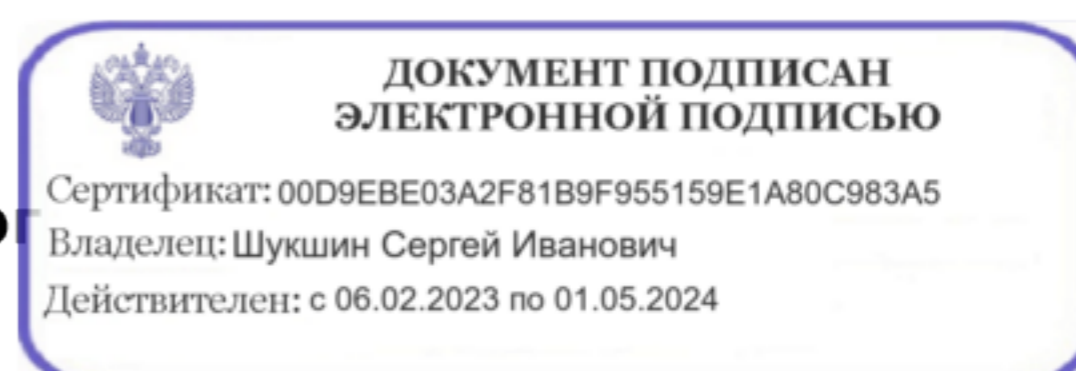 ДОКУМЕНТ ПОДПИСАН
ЭЛЕКТРОННОЙ ПОДПИСЬЮ
Сертификат: 00D9EBE03A2F81B9F955159E1A80C983A5
Владелец: Шукшин Сергей Иванович
Действителен: с 06.02.2023 по 01.05.2024